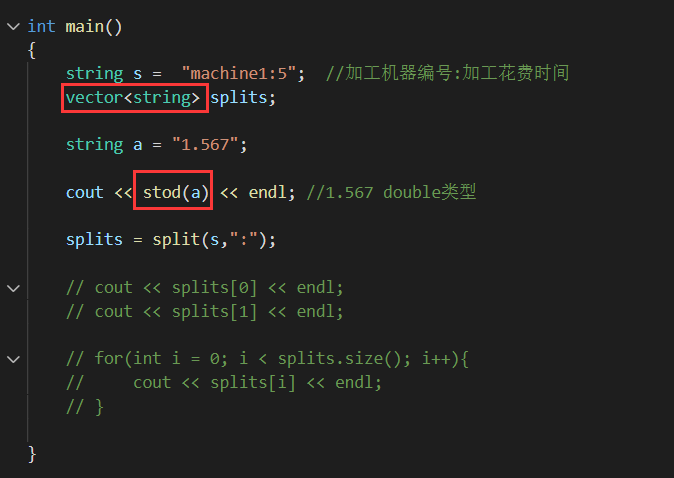 int main()
{
string s =  "machine1:5";  //加工机器编号:加工花费时间
vector<string> splits;
string a = "1.567";
cout << stod(a) << endl; //1.567 double类型
splits = split(s,":");
// cout << splits[0] << endl;
// cout << splits[1] << endl;
// for(int i = 0; i < splits.size(); i++){
//     cout << splits[i] << endl;
// }
}